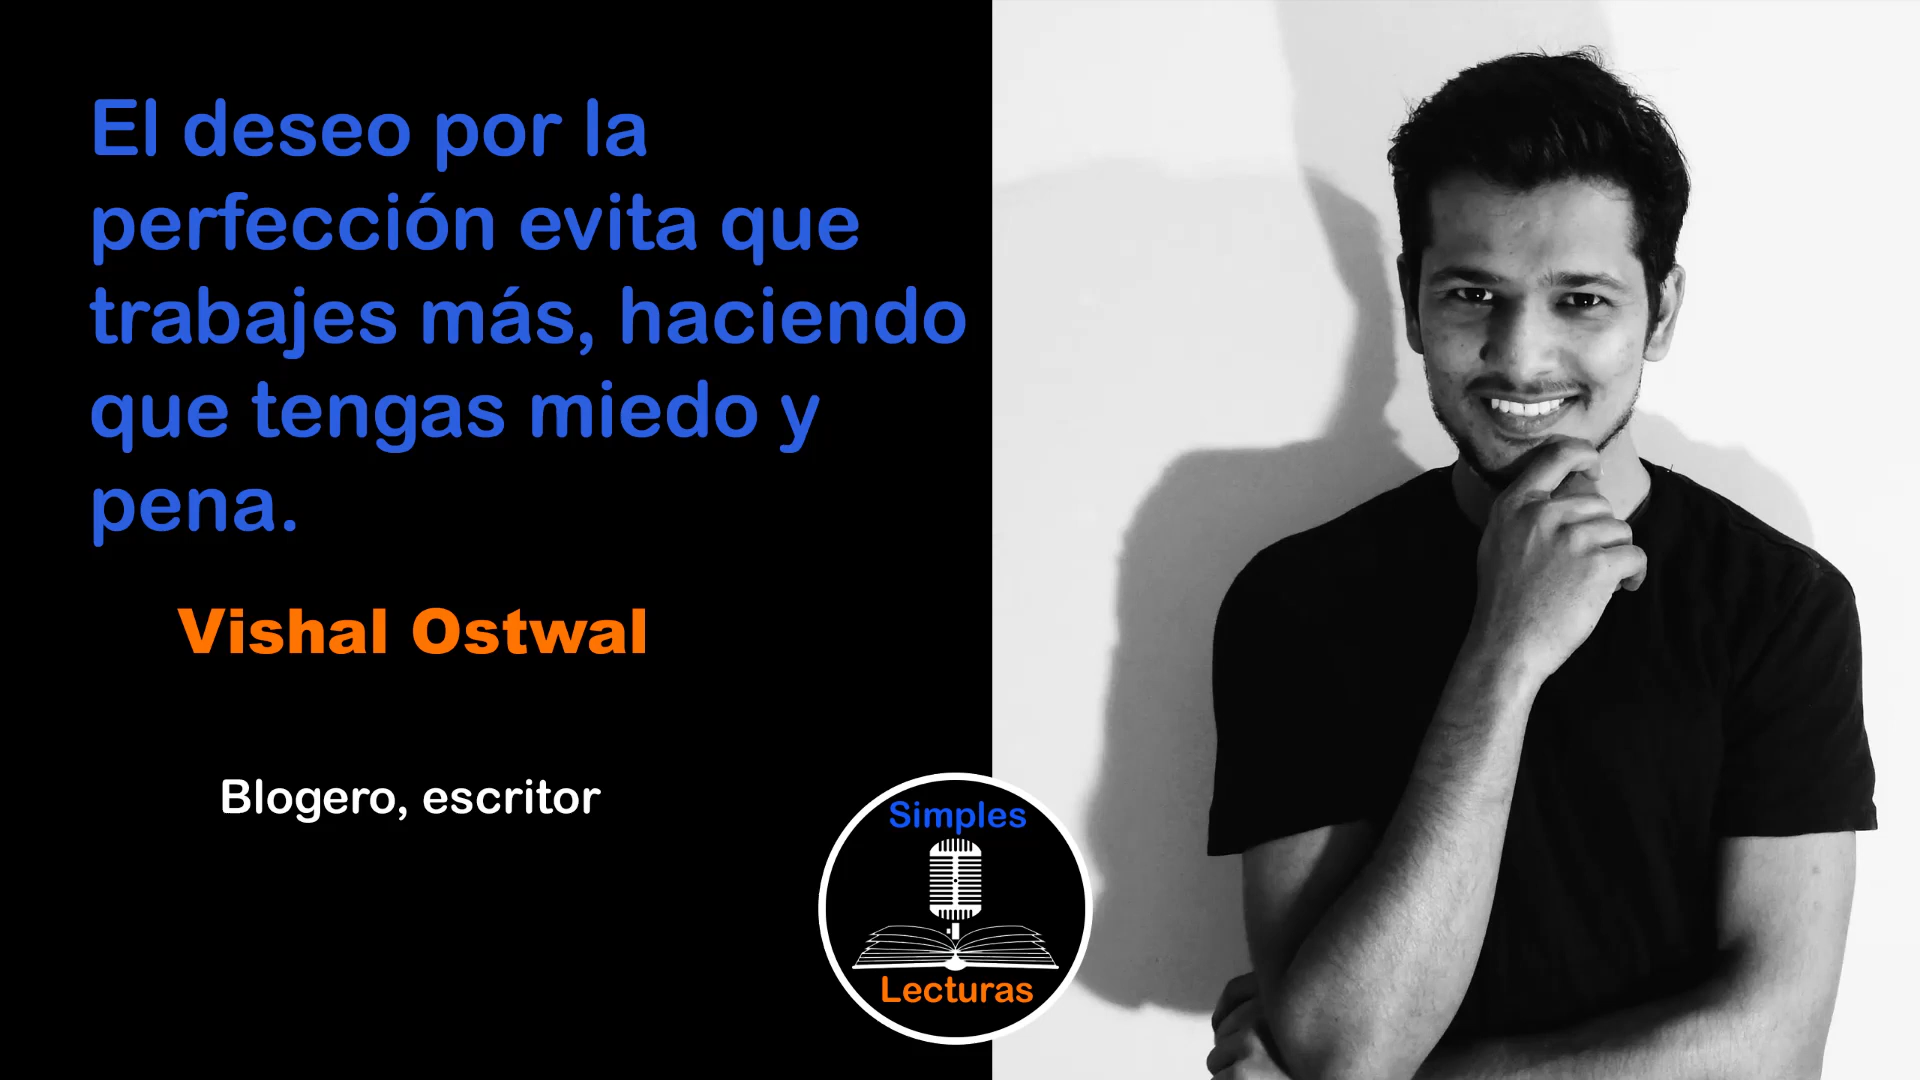 El deseo por la
perfección evita que
trabajes más, haciendo
que tengas miedo y
pena.
Vishal Ostwal
Blogero, escritor
Simples
Lecturas